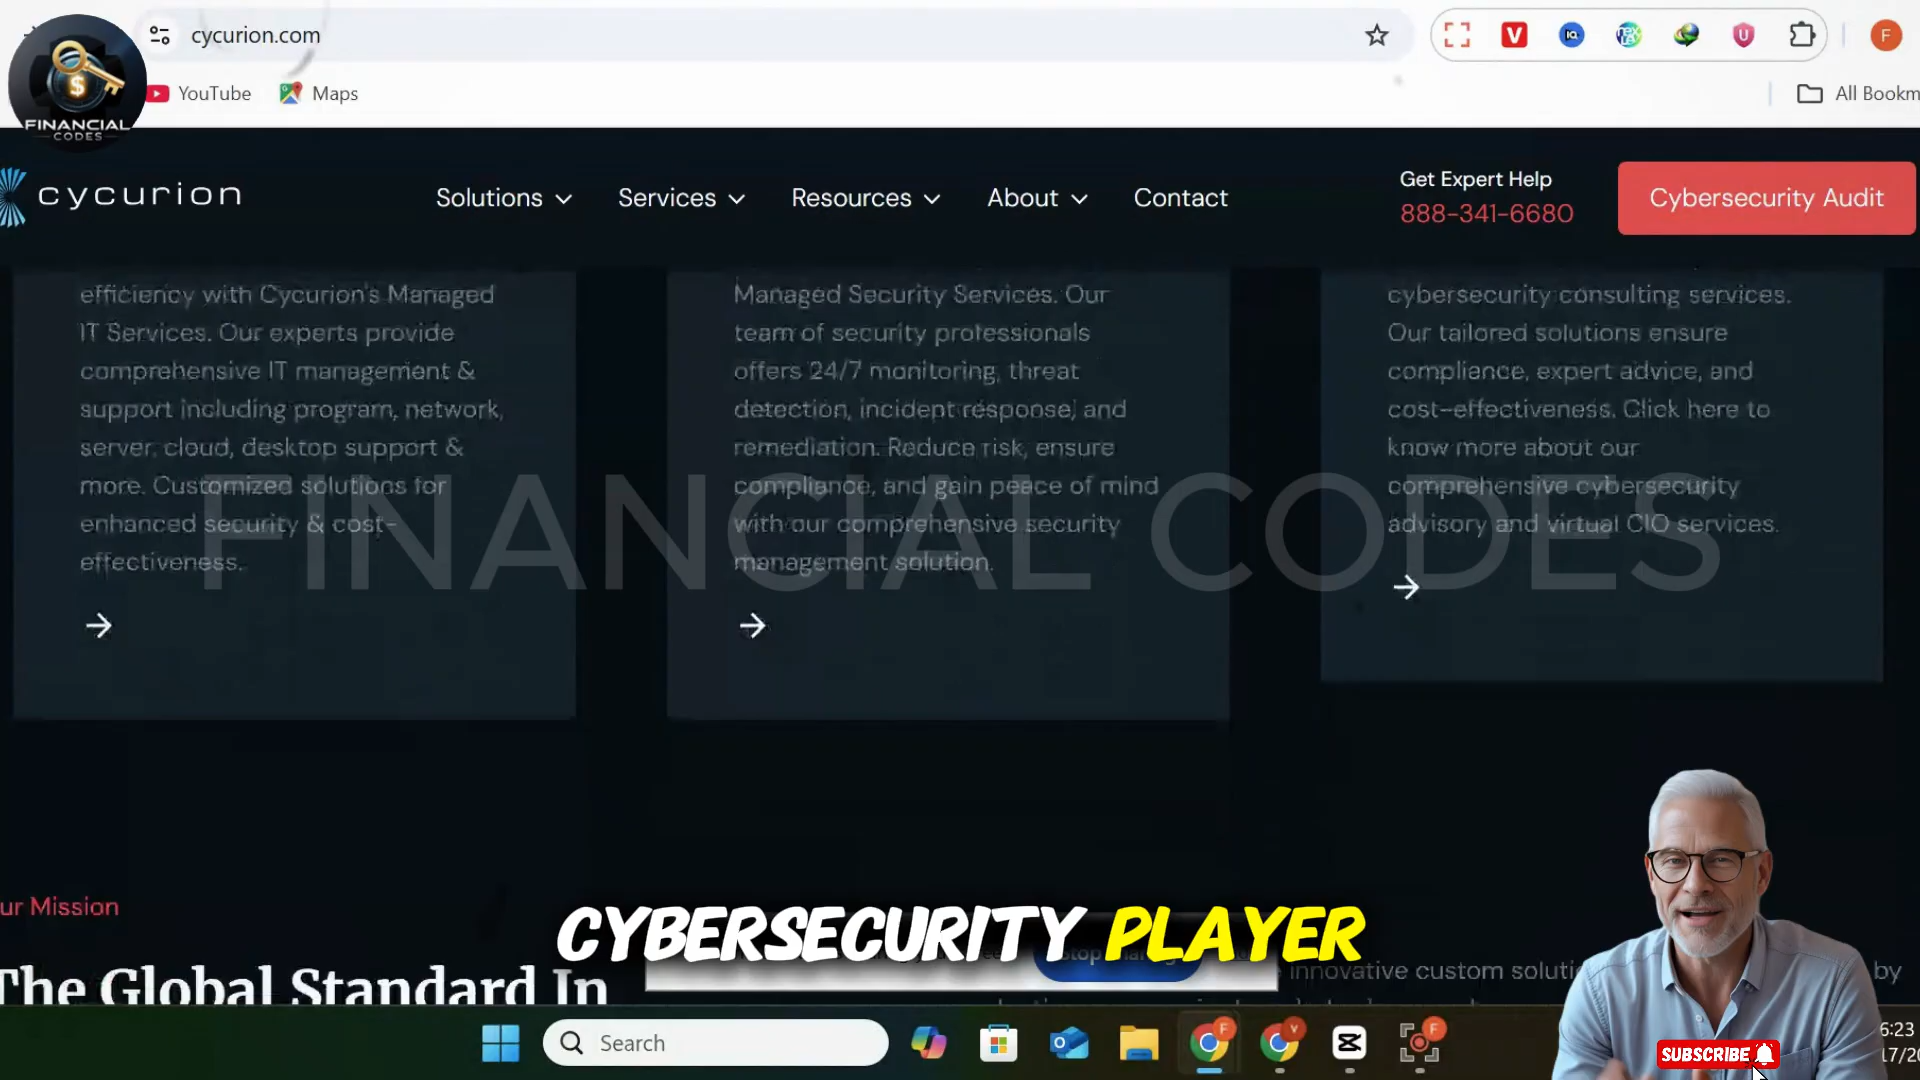 cycurion.com
YouTube
Maps
All Bookm
FINANCIAL
CODES
cycurion
Solutions
Services
Resources
About
Contact
Get Expert Help
888-341-6680
Cybersecurity Audit
efficiency with Cycurion's Managed
IT Services. Our experts provide
comprehensive IT management &
support including program, network,
server, cloud, desktop support &
more. Customized solutions for
enhanced security & cost-
effectiveness.
Managed Security Services. Our
team of security professionals
offers 24/7 monitoring, threat
detection, incident response, and
remediation. Reduce risk, ensure
compliance, and gain peace of mind
with our comprehensive security
management solution.
cybersecurity consulting services.
Our tailored solutions ensure
compliance, expert advice, and
cost-effectiveness. Click here to
know more about our
comprehensive cybersecurity
advisory and virtual CIO services.
FINANCIAL CODES
ur Mission
The Global Standard In
CYBERSECURITY PLAYER
innovative custom soluti
by
Search
6:23
17/20
SUBSCRIBE